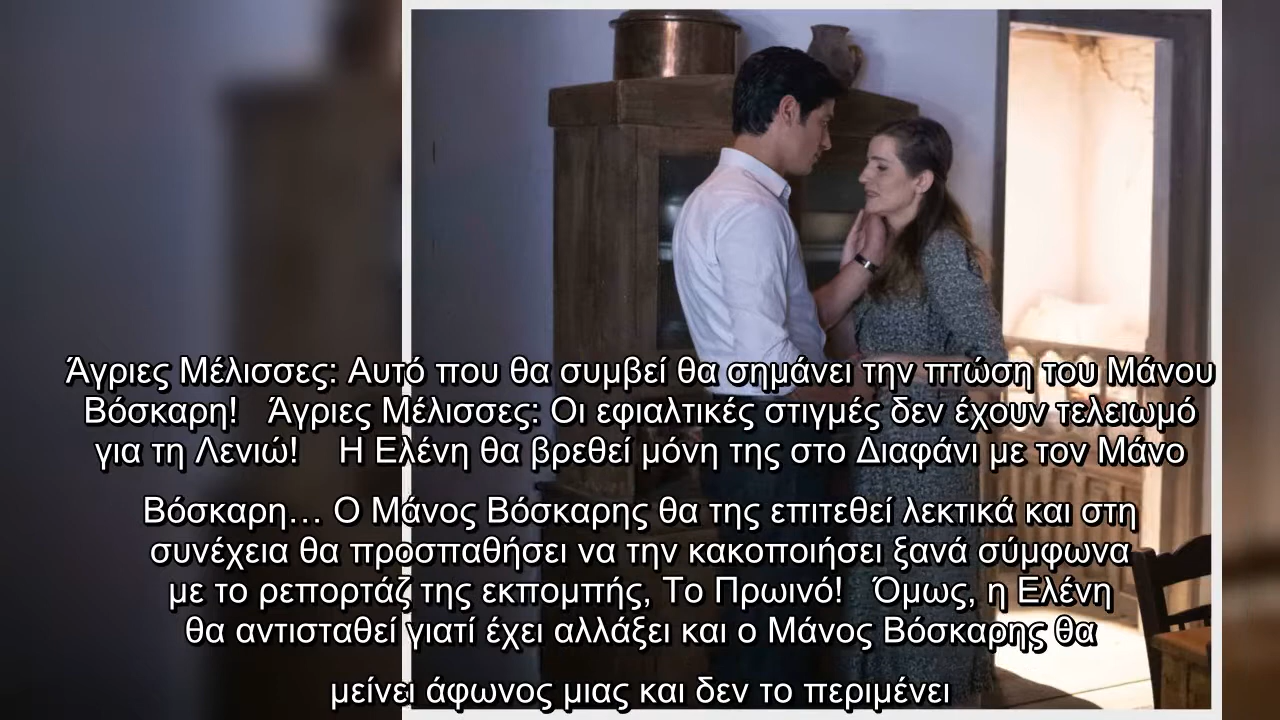 Άγριες Μέλισσες: Αυτό που θα συμβεί θα σημάνει την πτώση του Μάνου
Βόσκαρη! Άγριες Μέλισσες: Οι εφιαλτικές στιγμές δεν έχουν τελειωμό
για τη Λενιώ! Η Ελένη θα βρεθεί μόνη της στο Διαφάνι με τον Μάνο
Βόσκαρη… Ο Μάνος Βόσκαρης θα της επιτεθεί λεκτικά και στη
συνέχεια θα προσπαθήσει να την κακοποιήσει ξανά σύμφωνα
με το ρεπορτάζ της εκπομπής, Το Πρωινό! Όμως, η Ελένη
θα αντισταθεί γιατί έχει αλλάξει και ο Μάνος Βόσκαρης θα
μείνει άφωνος μιας και δεν το περιμένει